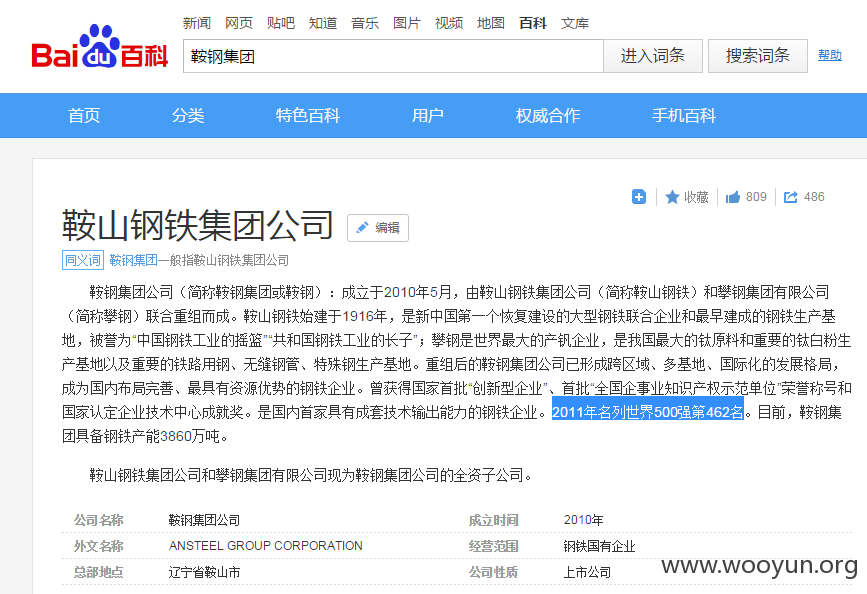 新闻 网页 贴吧 知道 音乐 图片 视频 地图 百科 文库
Baidu百科
鞍钢集团 进入词条 搜索词条 帮助
首页 分类 特色百科 用户 权威合作 手机百科
收藏 809 486
鞍山钢铁集团公司 编辑
同义词 鞍钢集团一般指鞍山钢铁集团公司
鞍钢集团公司（简称鞍钢集团或鞍钢）：成立于2010年5月，由鞍山钢铁集团公司（简称鞍山钢铁）和攀钢集团有限公司
（简称攀钢）联合重组而成。鞍山钢铁始建于1916年，是新中国第一个恢复建设的大型钢铁联合企业和最早建成的钢铁生产基
地，被誉为“中国钢铁工业的摇篮”“共和国钢铁工业的长子”；攀钢是世界最大的产钒企业，是我国最大的钛原料和重要的钛白粉生
产基地以及重要的铁路用钢、无缝钢管、特殊钢生产基地。重组后的鞍钢集团公司已形成跨区域、多基地、国际化的发展格局，
成为国内布局完善、最具有资源优势的钢铁企业。曾获得国家首批“创新型企业”、首批“全国企事业知识产权示范单位”荣誉称号和
国家认定企业技术中心成就奖。是国内首家具有成套技术输出能力的钢铁企业。2011年名列世界500强第462名。目前，鞍钢集
团具备钢铁产能3860万吨。
鞍山钢铁集团公司和攀钢集团有限公司现为鞍钢集团公司的全资子公司。
公司名称 鞍钢集团公司 成立时间 2010年
外文名称 ANSTEEL GROUP CORPORATION 经营范围 钢铁国有企业
总部地点 辽宁省鞍山市 公司性质 上市公司
www.wooyun.org